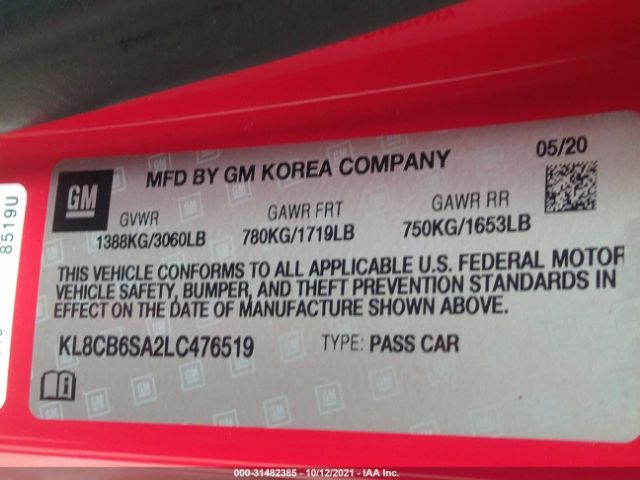 8519U
GM
MFD BY GM KOREA COMPANY
05/20
GVWR
GAWR FRT
GAWR RR
1388KG/3060LB
780KG/1719LB
750KG/1653LB
THIS VEHICLE CONFORMS TO ALL APPLICABLE U.S. FEDERAL MOTOR
VEHICLE SAFETY, BUMPER, AND THEFT PREVENTION STANDARDS IN
EFFECT ON THE DATE OF MANUFACTURE SHOWN ABOVE.
KL8CB6SA2LC476519
TYPE: PASS CAR
000-31482385 - 10/12/2021 - IAA Inc.